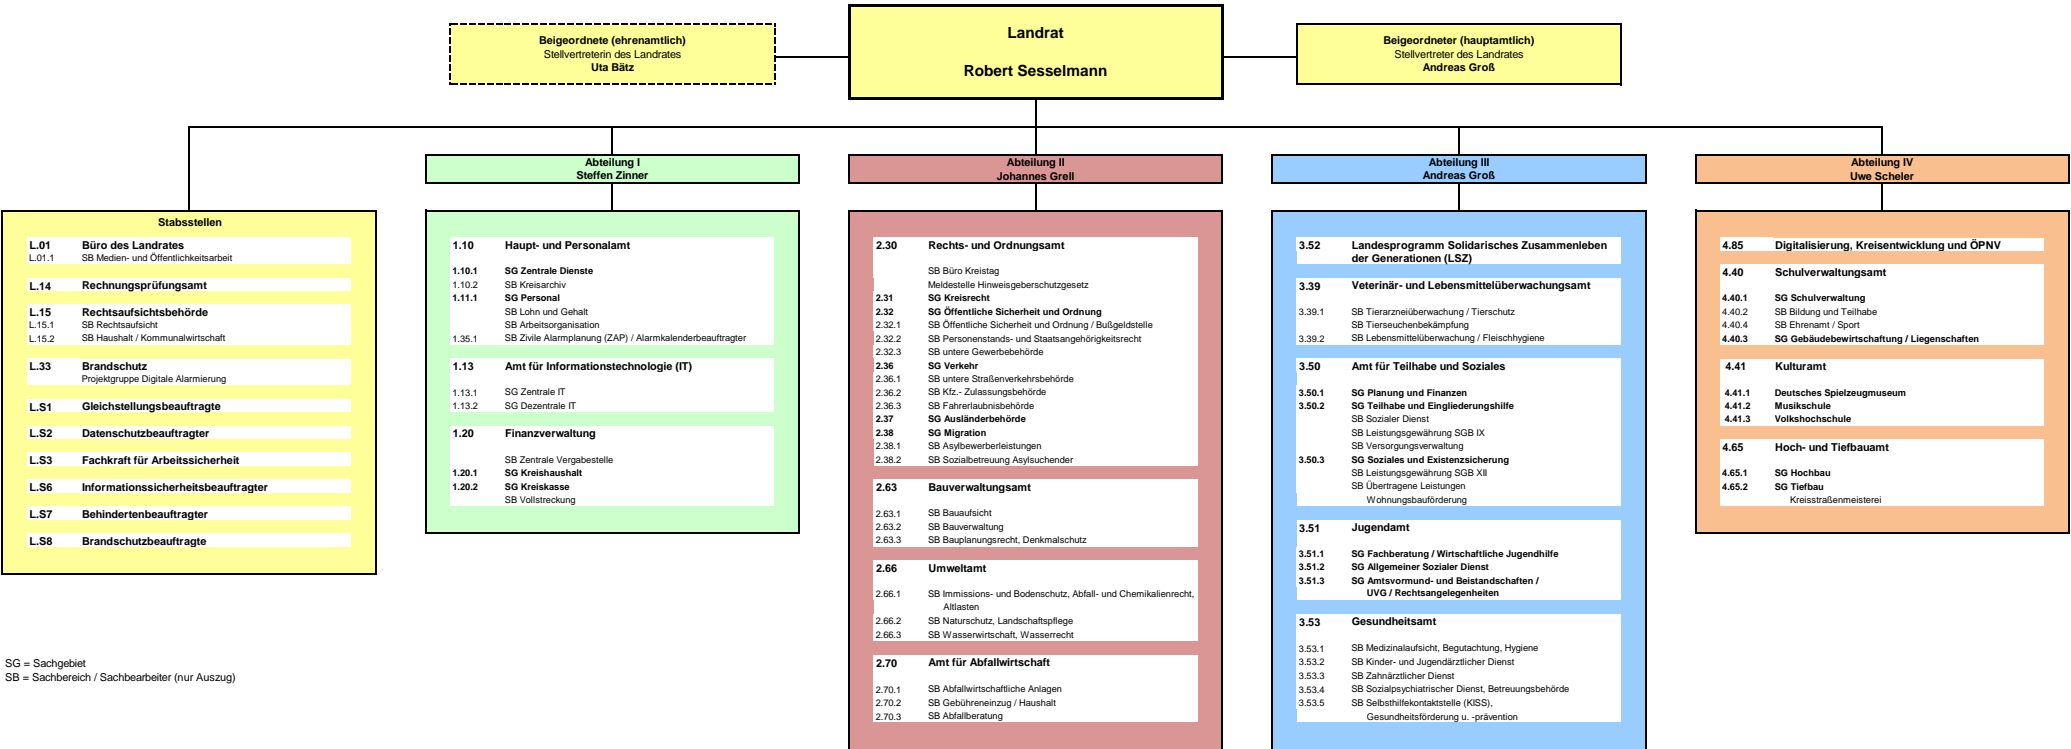 Beigeordnete (ehrenamtlich)
Stellvertreterin des Landrates
Uta Bätz
Landrat
Robert Sesselmann
Beigeordneter (hauptamtlich)
Stellvertreter des Landrates
Andreas Groß
Stabsstellen
L.01 Büro des Landrates
L.01.1 SB Medien- und Öffentlichkeitsarbeit
L.14 Rechnungsprüfungsamt
L.15 Rechtsaufsichtsbehörde
L.15.1 SB Rechtsaufsicht
L.15.2 SB Haushalt / Kommunalwirtschaft
L.33 Brandschutz
Projektgruppe Digitale Alarmierung
L.S1 Gleichstellungsbeauftragte
L.S2 Datenschutzbeauftragter
L.S3 Fachkraft für Arbeitssicherheit
L.S6 Informationssicherheitsbeauftragter
L.S7 Behindertenbeauftragter
L.S8 Brandschutzbeauftragte
Abteilung I
Steffen Zinner
1.10 Haupt- und Personalamt
1.10.1 SG Zentrale Dienste
1.10.2 SB Kreisarchiv
1.11.1 SG Personal
SB Lohn und Gehalt
SB Arbeitsorganisation
1.35.1 SB Zivile Alarmplanung (ZAP) / Alarmkalenderbeauftragter
1.13 Amt für Informationstechnologie (IT)
1.13.1 SG Zentrale IT
1.13.2 SG Dezentrale IT
1.20 Finanzverwaltung
SB Zentrale Vergabestelle
1.20.1 SG Kreishaushalt
1.20.2 SG Kreiskasse
SB Vollstreckung
Abteilung II
Johannes Grell
2.30 Rechts- und Ordnungsamt
SB Büro Kreistag
Meldestelle Hinweisgeberschutzgesetz
2.31 SG Kreisrecht
2.32 SG Öffentliche Sicherheit und Ordnung
2.32.1 SB Öffentliche Sicherheit und Ordnung / Bußgeldstelle
2.32.2 SB Personenstands- und Staatsangehörigkeitsrecht
2.32.3 SB untere Gewerbebehörde
2.36 SG Verkehr
2.36.1 SB untere Straßenverkehrsbehörde
2.36.2 SB Kfz.- Zulassungsbehörde
2.36.3 SB Fahrerlaubnisbehörde
2.37 SG Ausländerbehörde
2.38 SG Migration
2.38.1 SB Asylbewerberleistungen
2.38.2 SB Sozialbetreuung Asylsuchender
2.63 Bauverwaltungsamt
2.63.1 SB Bauaufsicht
2.63.2 SB Bauverwaltung
2.63.3 SB Bauplanungsrecht, Denkmalschutz
2.66 Umweltamt
2.66.1 SB Immissions- und Bodenschutz, Abfall- und Chemikalienrecht,
Altlasten
2.66.2 SB Naturschutz, Landschaftspflege
2.66.3 SB Wasserwirtschaft, Wasserrecht
2.70 Amt für Abfallwirtschaft
2.70.1 SB Abfallwirtschaftliche Anlagen
2.70.2 SB Gebühreneinzug / Haushalt
2.70.3 SB Abfallberatung
Abteilung III
Andreas Groß
3.52 Landesprogramm Solidarisches Zusammenleben
der Generationen (LSZ)
3.39 Veterinär- und Lebensmittelüberwachungsamt
3.39.1 SB Tierarzneiüberwachung / Tierschutz
SB Tierseuchenbekämpfung
3.39.2 SB Lebensmittelüberwachung / Fleischhygiene
3.50 Amt für Teilhabe und Soziales
3.50.1 SG Planung und Finanzen
3.50.2 SG Teilhabe und Eingliederungshilfe
SB Sozialer Dienst
SB Leistungsgewährung SGB IX
SB Versorgungsverwaltung
3.50.3 SG Soziales und Existenzsicherung
SB Leistungsgewährung SGB XII
SB Übertragene Leistungen
Wohnungsbauförderung
3.51 Jugendamt
3.51.1 SG Fachberatung / Wirtschaftliche Jugendhilfe
3.51.2 SG Allgemeiner Sozialer Dienst
3.51.3 SG Amtsvormund- und Beistandschaften /
UVG / Rechtsangelegenheiten
3.53 Gesundheitsamt
3.53.1 SB Medizinalaufsicht, Begutachtung, Hygiene
3.53.2 SB Kinder- und Jugendärztlicher Dienst
3.53.3 SB Zahnärztlicher Dienst
3.53.4 SB Sozialpsychiatrischer Dienst, Betreuungsbehörde
3.53.5 SB Selbsthilfekontaktstelle (KISS),
Gesundheitsförderung u. -prävention
Abteilung IV
Uwe Scheler
4.85 Digitalisierung, Kreisentwicklung und ÖPNV
4.40 Schulverwaltungsamt
4.40.1 SG Schulverwaltung
4.40.2 SB Bildung und Teilhabe
4.40.4 SB Ehrenamt / Sport
4.40.3 SG Gebäudebewirtschaftung / Liegenschaften
4.41 Kulturamt
4.41.1 Deutsches Spielzeugmuseum
4.41.2 Musikschule
4.41.3 Volkshochschule
4.65 Hoch- und Tiefbauamt
4.65.1 SG Hochbau
4.65.2 SG Tiefbau
Kreisstraßenmeisterei
SG = Sachgebiet
SB = Sachbereich / Sachbearbeiter (nur Auszug)